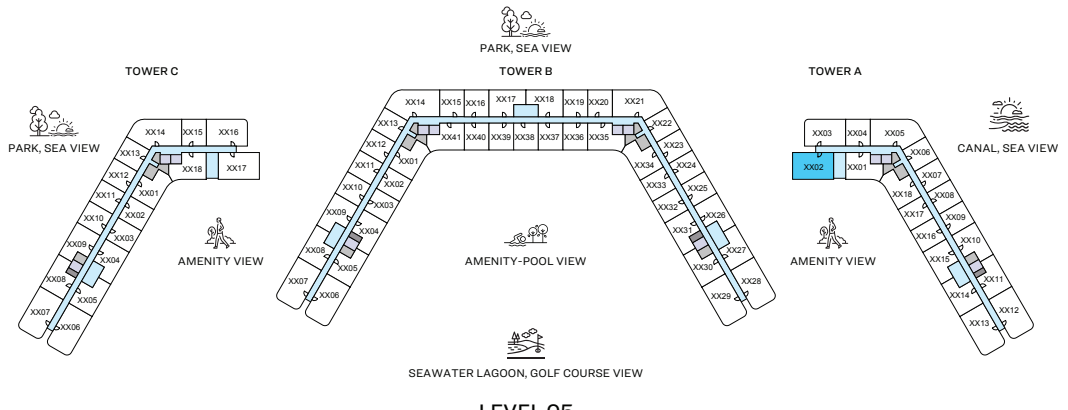 PARK, SEA VIEW
TOWER C
TOWER B
TOWER A
PARK, SEA VIEW
CANAL, SEA VIEW
XX14
XX15
XX16
XX13
XX12
XX11
XX10
XX09
XX08
XX07
XX17
XX18
XX01
XX02
XX03
XX04
XX05
XX06
XX14
XX15
XX16
XX17
XX18
XX19
XX20
XX21
XX13
XX12
XX11
XX10
XX09
XX08
XX07
XX41
XX40
XX39
XX38
XX37
XX36
XX35
XX01
XX02
XX03
XX04
XX05
XX06
XX22
XX23
XX24
XX25
XX26
XX27
XX28
XX34
XX33
XX32
XX31
XX30
XX29
XX03
XX04
XX05
XX02
XX01
XX06
XX07
XX08
XX09
XX10
XX11
XX12
XX18
XX17
XX16
XX15
XX14
XX13
AMENITY VIEW
AMENITY-POOL VIEW
AMENITY VIEW
SEAWATER LAGOON, GOLF COURSE VIEW